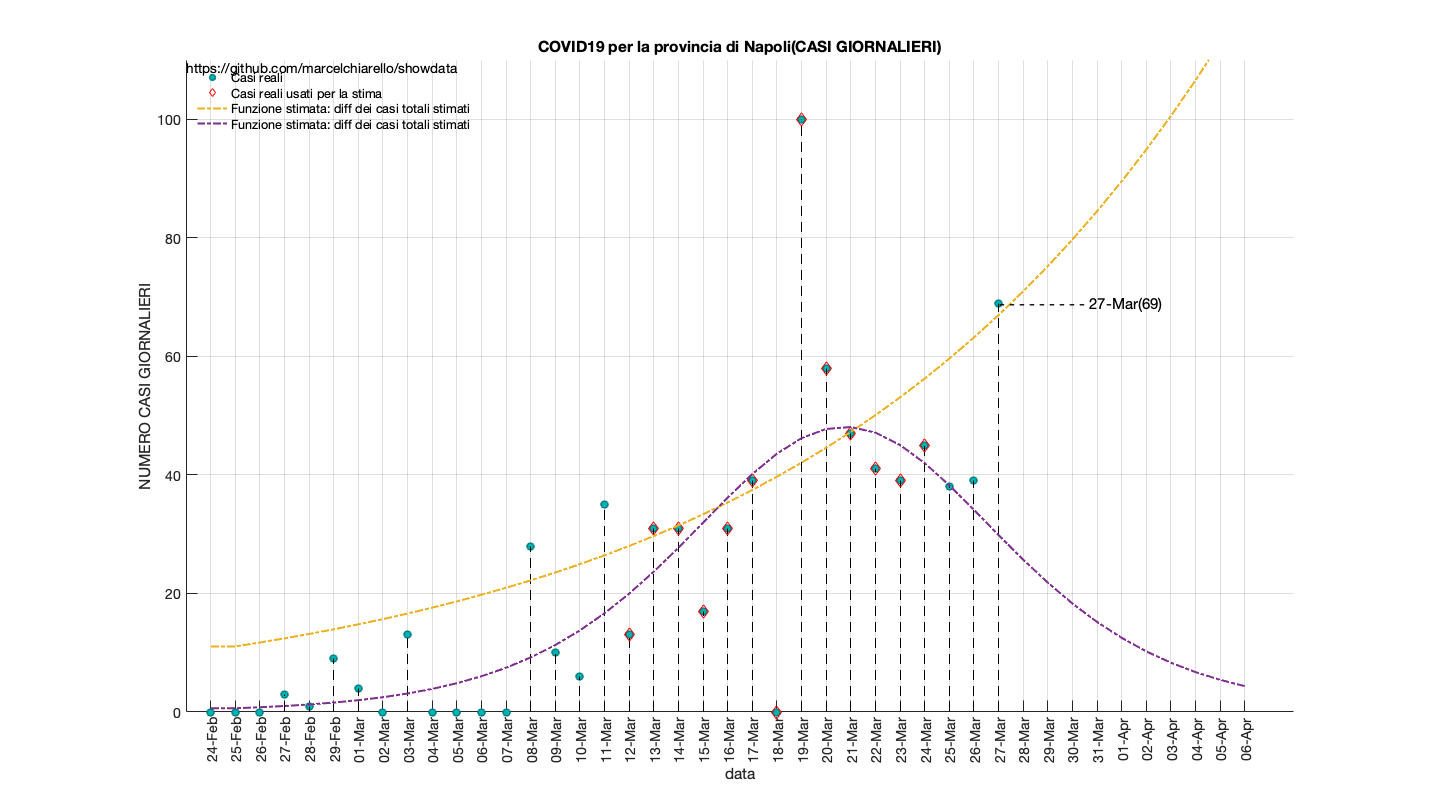 COVID19 per la provincia di Napoli(CASI GIORNALIERI)
https://github.com/marcelchiarello/showdata
Casi reali
Casi reali usati per la stima
Funzione stimata: diff dei casi totali stimati
Funzione stimata: diff dei casi totali stimati
NUMERO CASI GIORNALIERI
100
80
60
40
20
0
27-Mar(69)
24-Feb
25-Feb
26-Feb
27-Feb
28-Feb
29-Feb
01-Mar
02-Mar
03-Mar
04-Mar
05-Mar
06-Mar
07-Mar
08-Mar
09-Mar
10-Mar
11-Mar
12-Mar
13-Mar
14-Mar
15-Mar
16-Mar
17-Mar
18-Mar
19-Mar
20-Mar
21-Mar
22-Mar
23-Mar
24-Mar
25-Mar
26-Mar
27-Mar
28-Mar
29-Mar
30-Mar
31-Mar
01-Apr
02-Apr
03-Apr
04-Apr
05-Apr
06-Apr
data